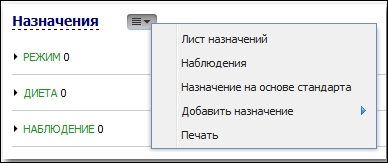 Назначения
Лист назначений
Наблюдения
Назначение на основе стандарта
Добавить назначение
Печать
РЕЖИМ 0
ДИЕТА 0
НАБЛЮДЕНИЕ 0